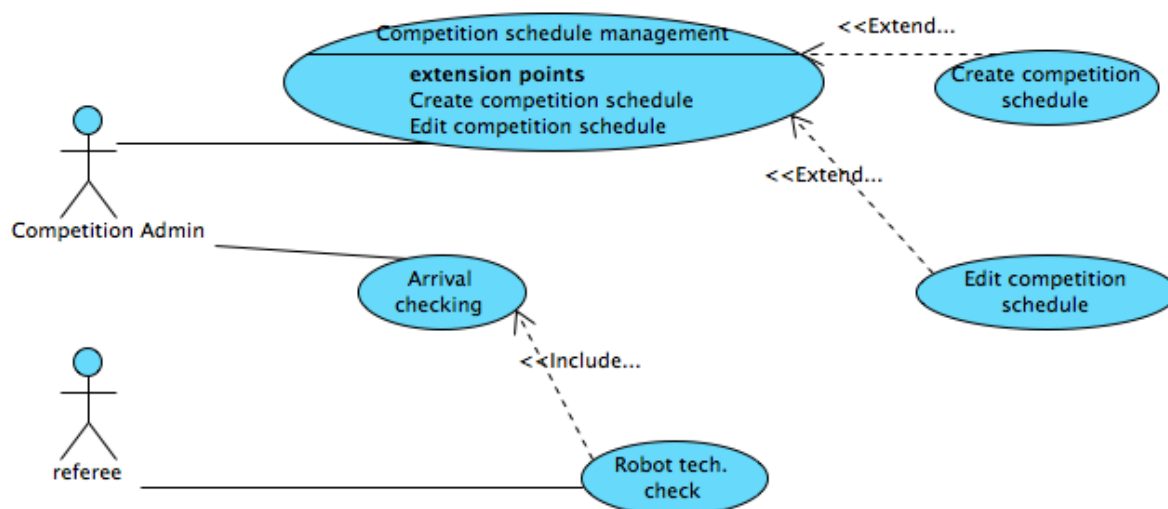 Competition schedule management
<<Extend...
extension points
Create competition schedule
Edit competition schedule
Create competition
schedule
<<Extend...
Competition Admin
Arrival
checking
Edit competition
schedule
<<Include...
referee
Robot tech.
check